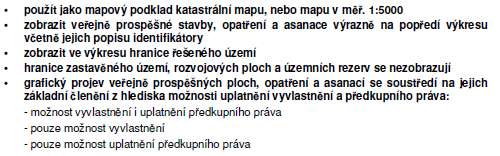 • použít jako mapový podklad katastrální mapu, nebo mapu v měř. 1:5000
• zobrazit veřejně prospěšné stavby, opatření a asanace výrazně na popředí výkresu
včetně jejich popisu identifikátory
• zobrazit ve výkresu hranice řešeného území
• hranice zastavěného území, rozvojových ploch a územních rezerv se nezobrazují
• grafický projev veřejně prospěšných ploch, opatření a asanací se soustředí na jejich
základní členění z hlediska možnosti uplatnění vyvlastnění a předkupního práva:
- možnost vyvlastnění i uplatnění předkupního práva
- pouze možnost vyvlastnění
- pouze možnost uplatnění předkupního práva